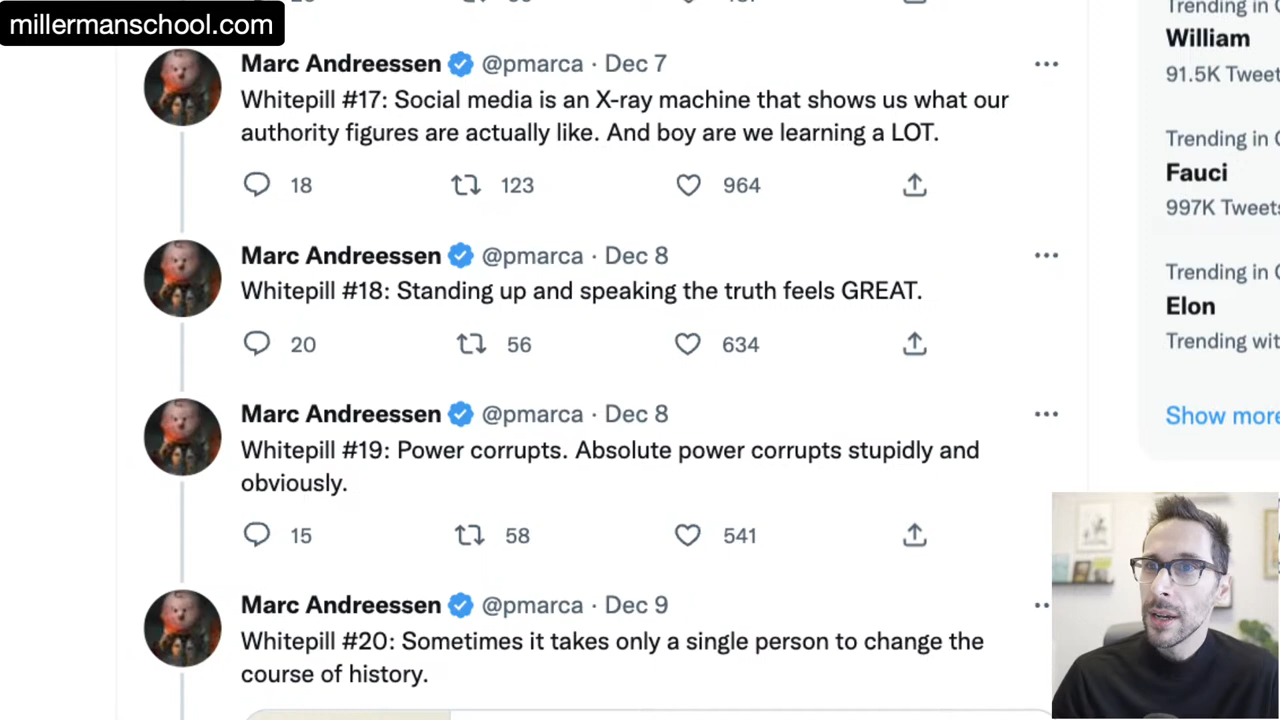 millermanschool.com
Marc Andreessen @pmarca · Dec 7
Whitepill #17: Social media is an X-ray machine that shows us what our
authority figures are actually like. And boy are we learning a LOT.
18 123 964
Marc Andreessen @pmarca · Dec 8
Whitepill #18: Standing up and speaking the truth feels GREAT.
20 56 634
Marc Andreessen @pmarca · Dec 8
Whitepill #19: Power corrupts. Absolute power corrupts stupidly and
obviously.
15 58 541
Marc Andreessen @pmarca · Dec 9
Whitepill #20: Sometimes it takes only a single person to change the
course of history.
Trending in
William
91.5K Tweet
Trending in
Fauci
997K Tweets
Trending in
Elon
Trending wit
Show more